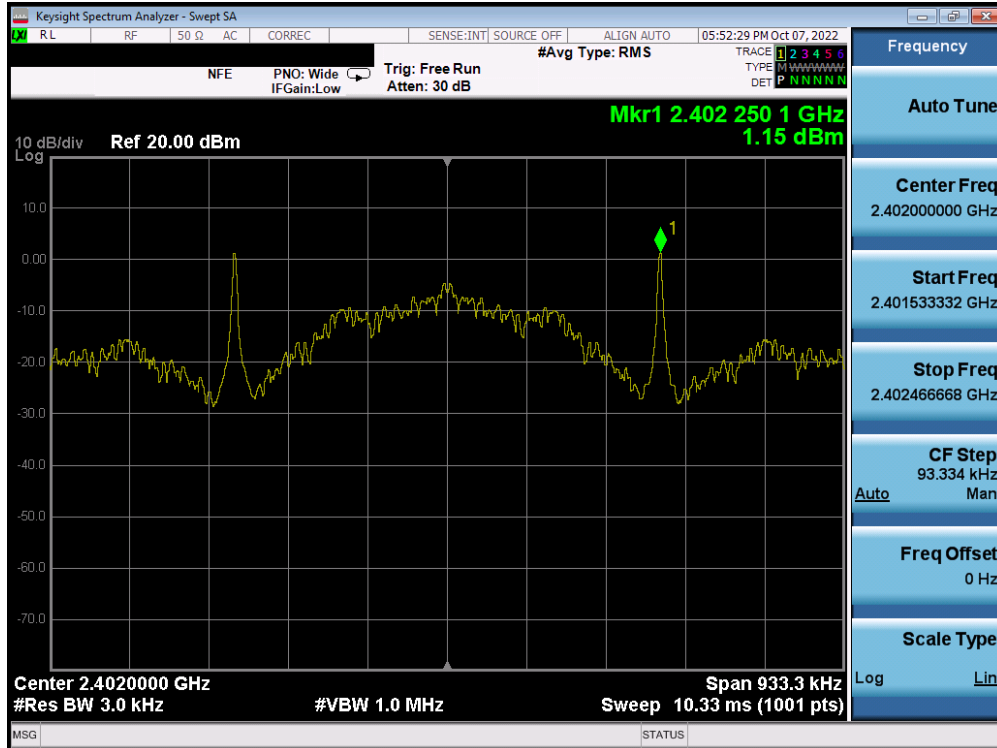 Keysight Spectrum Analyzer - Swept SA
LXI RL RF 50 Ω AC CORREC SENSE:INT SOURCE OFF ALIGN AUTO 05:52:29 PM Oct 07, 2022
NFE PNO: Wide Trig: Free Run #Avg Type: RMS TRACE 1 2 3 4 5 6
IFGain:Low Atten: 30 dB TYPE M WWWWW
DET P N N N N N
Mkr1 2.402 250 1 GHz
1.15 dBm
10 dB/div Ref 20.00 dBm
Log
10.0
0.00
-10.0
-20.0
-30.0
-40.0
-50.0
-60.0
-70.0
1
Center 2.4020000 GHz Span 933.3 kHz
#Res BW 3.0 kHz #VBW 1.0 MHz Sweep 10.33 ms (1001 pts)
MSG STATUS
Frequency
Auto Tune
Center Freq
2.402000000 GHz
Start Freq
2.401533332 GHz
Stop Freq
2.402466668 GHz
CF Step
93.334 kHz
Auto Man
Freq Offset
0 Hz
Scale Type
Log Lin